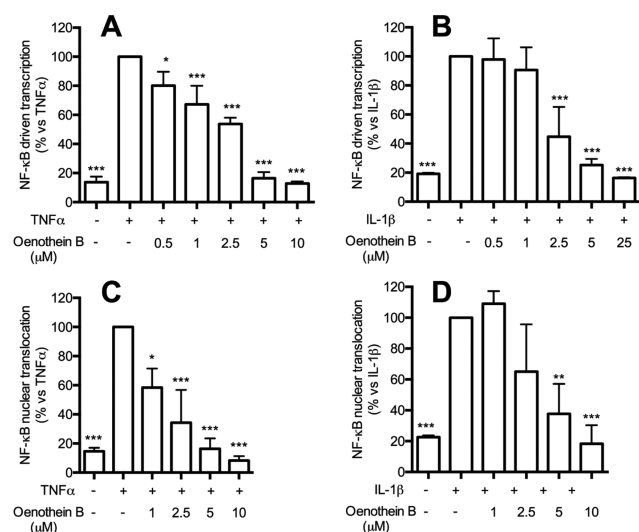 A
NF-κB driven transcription
(% vs TNFα)
120
100
80
60
40
20
0
*** * *** *** *** ***
TNFα - + + + + + +
Oenothein B - - 0.5 1 2.5 5 10
(μM)
B
NF-κB driven transcription
(% vs IL-1β)
120
100
80
60
40
20
0
*** *** *** ***
IL-1β - + + + + + +
Oenothein B - - 0.5 1 2.5 5 25
(μM)
C
NF-κB nuclear translocation
(% vs TNFα)
120
100
80
60
40
20
0
*** * *** *** ***
TNFα - + + + + +
Oenothein B - - 1 2.5 5 10
(μM)
D
NF-κB nuclear translocation
(% vs IL-1β)
120
100
80
60
40
20
0
*** ** ***
IL-1β - + + + + +
Oenothein B - - 1 2.5 5 10
(μM)